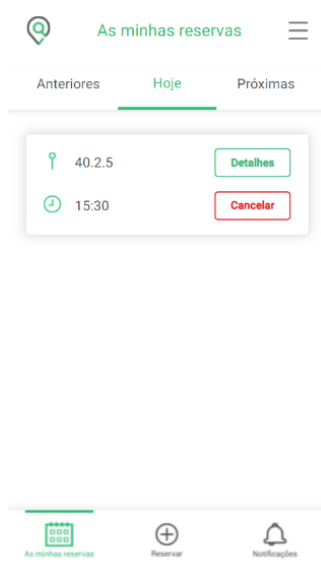 As minhas reservas
Anteriores Hoje Próximas
40.2.5 Detalhes
15:30 Cancelar
As minhas reservas Reservar Notificações